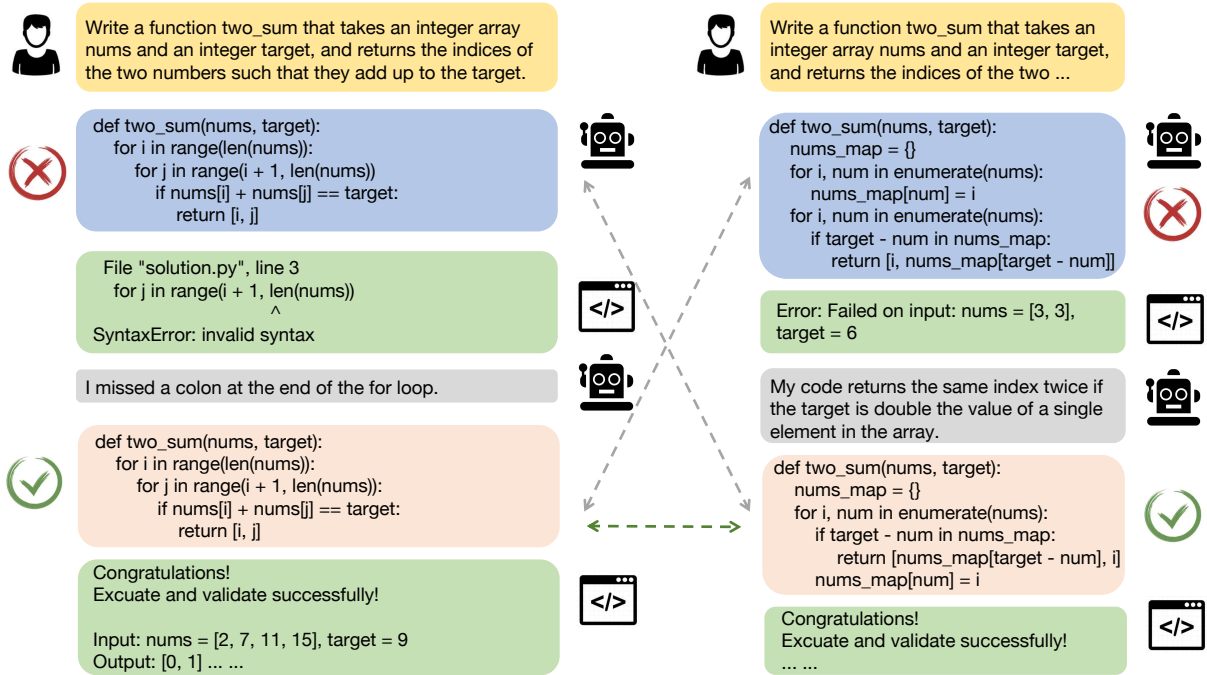 Write a function two_sum that takes an integer array
nums and an integer target, and returns the indices of
the two numbers such that they add up to the target.
def two_sum(nums, target):
for i in range(len(nums)):
for j in range(i + 1, len(nums))
if nums[i] + nums[j] == target:
return [i, j]
File "solution.py", line 3
for j in range(i + 1, len(nums))
^
SyntaxError: invalid syntax
I missed a colon at the end of the for loop.
def two_sum(nums, target):
for i in range(len(nums)):
for j in range(i + 1, len(nums)):
if nums[i] + nums[j] == target:
return [i, j]
Congratulations!
Excuate and validate successfully!
Input: nums = [2, 7, 11, 15], target = 9
Output: [0, 1] ... ...
</>
</>
Write a function two_sum that takes an
integer array nums and an integer target,
and returns the indices of the two ...
def two_sum(nums, target):
nums_map = {}
for i, num in enumerate(nums):
nums_map[num] = i
for i, num in enumerate(nums):
if target - num in nums_map:
return [i, nums_map[target - num]]
Error: Failed on input: nums = [3, 3],
target = 6
My code returns the same index twice if
the target is double the value of a single
element in the array.
def two_sum(nums, target):
nums_map = {}
for i, num in enumerate(nums):
if target - num in nums_map:
return [nums_map[target - num], i]
nums_map[num] = i
Congratulations!
Excuate and validate successfully!
... ...
</>
</>